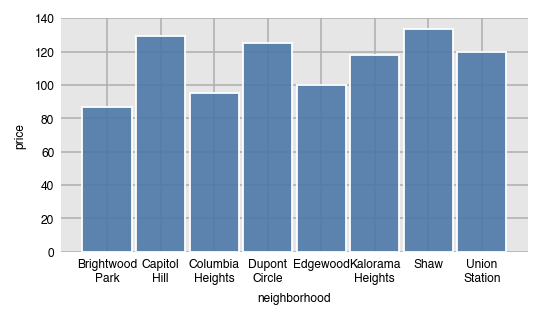 140
120
100
80
60
40
20
0
price
Brightwood Park
Capitol Hill
Columbia Heights
Dupont Circle
Edgewood
Kalorama Heights
Shaw
Union Station
neighborhood